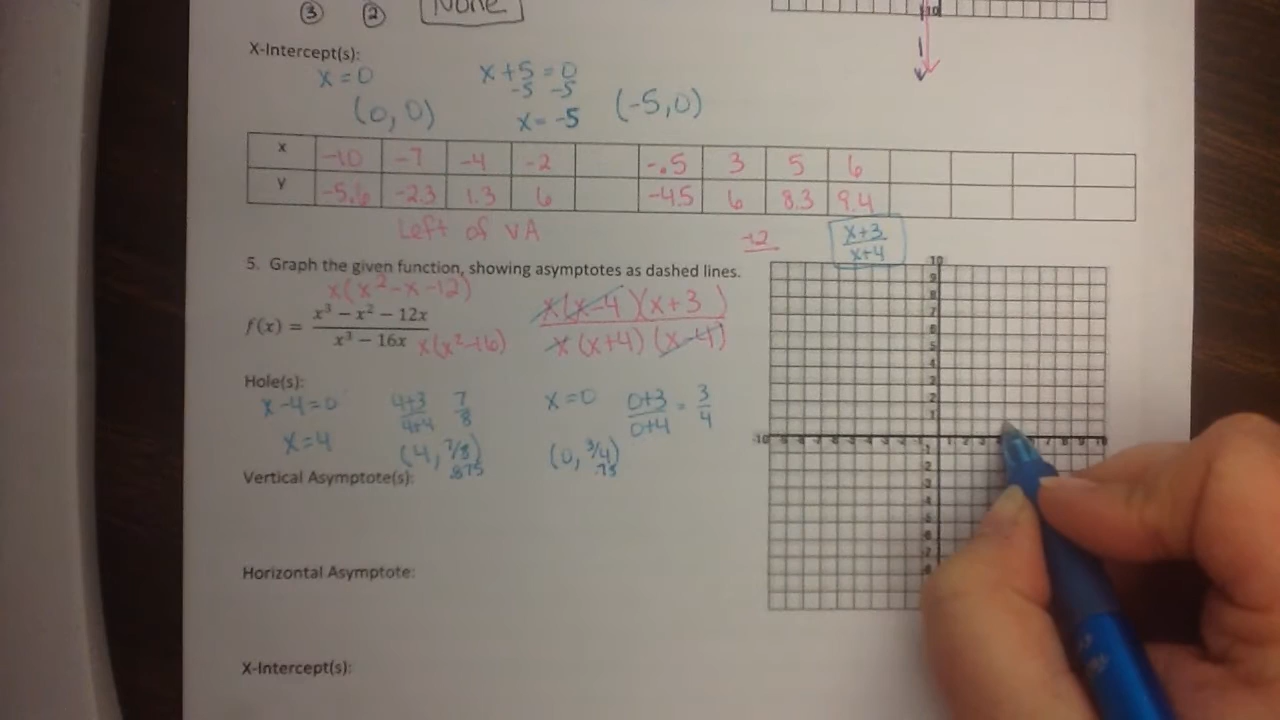 ③ ② None
10
X-Intercept(s):
x = 0 x + 5 = 0
-5 -5
(0, 0) x = -5 (-5, 0)
x -10 -7 -4 -2 -.5 3 5 6
y -5.6 -2.3 1.3 6 -4.5 6 8.3 9.4
Left of VA -12 x+3
x+4
5. Graph the given function, showing asymptotes as dashed lines.
x(x² - x - 12) x(x-4)(x+3
f(x) = x³ − x² − 12x
x³ − 16x x(x²-16) x(x+4)(x-4)
Hole(s):
x-4=0 4+3 7 x=0 0+3 = 3
4+4 8 0+4 4
x=4 (4, 7/8) (0, 3/4)
.875 .75
Vertical Asymptote(s):
Horizontal Asymptote:
X-Intercept(s):